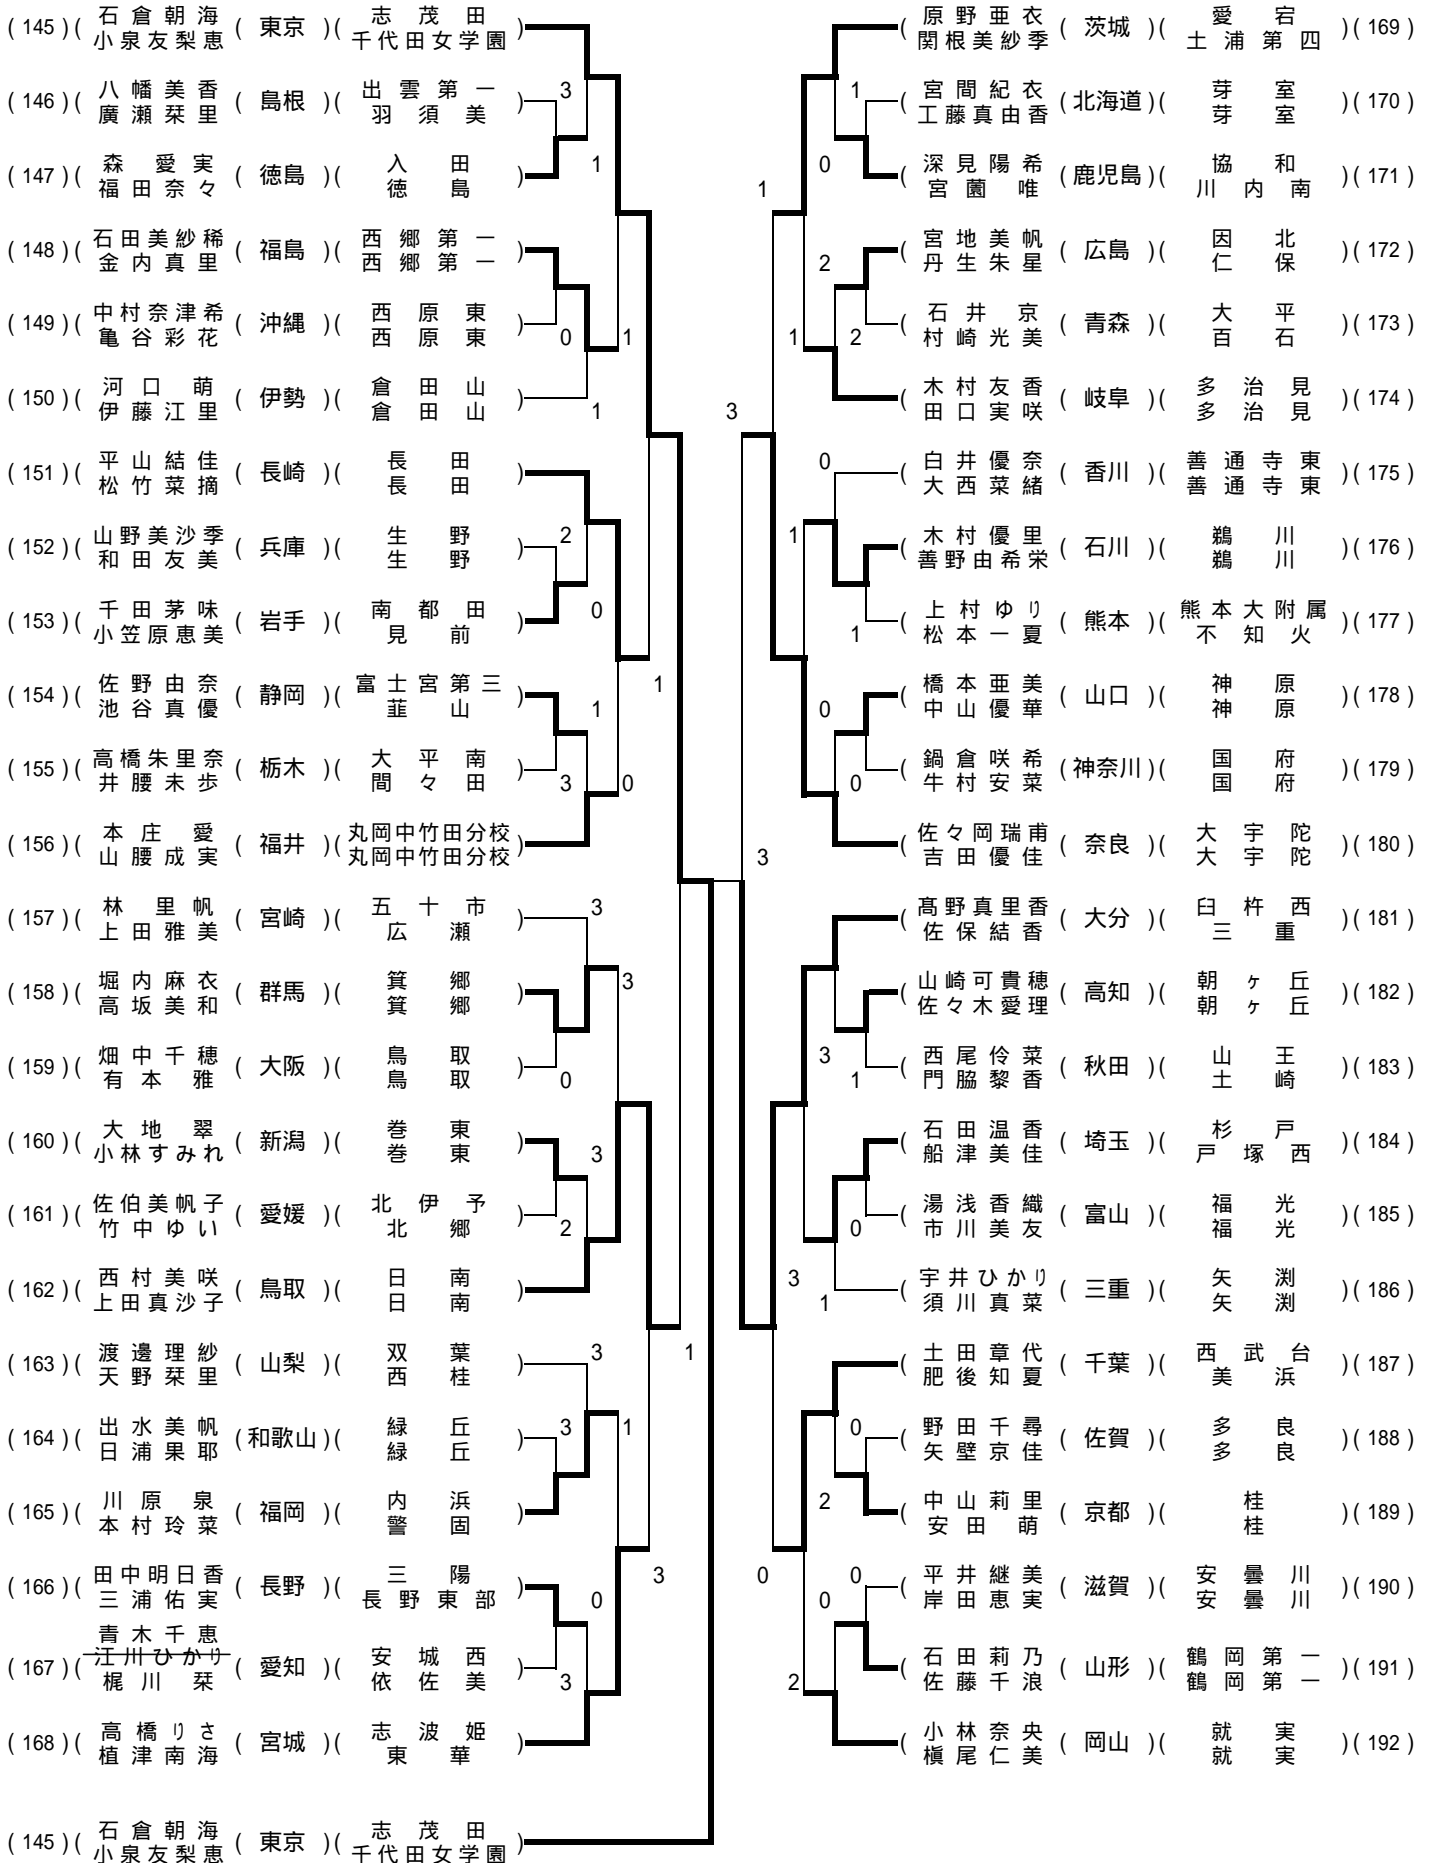 (145)( 石倉朝海 ( 東京 )( 志茂田 )
小泉友梨恵 千代田女学園
(146)( 八幡美香 ( 島根 )( 出雲第一 )
廣瀬栞里 羽須美
3
(147)( 森愛実 ( 徳島 )( 入田 )
福田奈々 徳島
1
(148)( 石田美紗稀 ( 福島 )( 西郷第一 )
金内真里 西郷第一
(149)( 中村奈津希 ( 沖縄 )( 西原東 )
亀谷彩花 西原東
0 1
(150)( 河口萌 ( 伊勢 )( 倉田山 )
伊藤江里 倉田山
1
(151)( 平山結佳 ( 長崎 )( 長田 )
松竹菜摘 長田
(152)( 山野美沙季 ( 兵庫 )( 生野 )
和田友美 生野
2
(153)( 千田茅味 ( 岩手 )( 南都田 )
小笠原恵美 見前
0
1
(154)( 佐野由奈 ( 静岡 )( 富士宮第三 )
池谷真優 韮山
1
(155)( 高橋朱里奈 ( 栃木 )( 大平南 )
井腰未歩 間々田
3 0
(156)( 本庄愛 ( 福井 )( 丸岡中竹田分校 )
山腰成実 丸岡中竹田分校
(157)( 林里帆 ( 宮崎 )( 五十市 )
上田雅美 広瀬
3
(158)( 堀内麻衣 ( 群馬 )( 箕郷 )
高坂美和 箕郷
3
(159)( 畑中千穂 ( 大阪 )( 鳥取 )
有本雅 鳥取
0
(160)( 大地翠 ( 新潟 )( 巻東 )
小林すみれ 巻東
3
(161)( 佐伯美帆子 ( 愛媛 )( 北伊予 )
竹中ゆい 北郷
2
(162)( 西村美咲 ( 鳥取 )( 日南 )
上田真沙子 日南
(163)( 渡邊理紗 ( 山梨 )( 双葉 )
天野栞里 西桂
3 1
(164)( 出水美帆 ( 和歌山 )( 緑丘 )
日浦果耶 緑丘
3 1
(165)( 川原泉 ( 福岡 )( 内浜 )
本村玲菜 警固
3
(166)( 田中明日香 ( 長野 )( 三陽 )
三浦佑実 長野東部
0
青木千恵
(167)( 江川ひかり ( 愛知 )( 安城西 )
梶川栞 依佐美
3
(168)( 高橋りさ ( 宮城 )( 志波姫 )
植津南海 東華
(145)( 石倉朝海 ( 東京 )( 志茂田 )
小泉友梨恵 千代田女学園
( 原野亜衣 ( 茨城 )( 愛宕 )(169)
関根美紗季 土浦第四
1
( 宮間紀衣 ( 北海道 )( 芽室 )(170)
工藤真由香 芽室
0
( 深見陽希 ( 鹿児島 )( 協和 )(171)
宮薗唯 川内南
1
( 宮地美帆 ( 広島 )( 因北 )(172)
丹生朱星 仁保
2
( 石井京 ( 青森 )( 大平 )(173)
村崎光美 百石
1 2
( 木村友香 ( 岐阜 )( 多治見 )(174)
田口実咲 多治見
3
( 白井優奈 ( 香川 )( 善通寺東 )(175)
大西菜緒 善通寺東
0
( 木村優里 ( 石川 )( 鵜川 )(176)
善野由希栄 鵜川
1
( 上村ゆり ( 熊本 )( 熊本大附属 )(177)
松本一夏 不知火
1
( 橋本亜美 ( 山口 )( 神原 )(178)
中山優華 神原
0
( 鍋倉咲希 ( 神奈川 )( 国府 )(179)
牛村安菜 国府
0
( 佐々岡瑞甫 ( 奈良 )( 大宇陀 )(180)
吉田優佳 大宇陀
3
( 髙野真里香 ( 大分 )( 臼杵西 )(181)
佐保結香 三重
( 山崎可貴穂 ( 高知 )( 朝ヶ丘 )(182)
佐々木愛理 朝ヶ丘
3
( 西尾伶菜 ( 秋田 )( 山王 )(183)
門脇黎香 土崎
1
( 石田温香 ( 埼玉 )( 杉戸 )(184)
船津美佳 戸塚西
( 湯浅香織 ( 富山 )( 福光 )(185)
市川美友 福光
0
( 宇井ひかり ( 三重 )( 矢渕 )(186)
須川真菜 矢渕
3 1
( 土田章代 ( 千葉 )( 西武台 )(187)
肥後知夏 美浜
( 野田千尋 ( 佐賀 )( 多良 )(188)
矢壁京佳 多良
0
( 中山莉里 ( 京都 )( 桂 )(189)
安田萌 桂
2
( 平井継美 ( 滋賀 )( 安曇川 )(190)
岸田恵実 安曇川
0 0 0
( 石田莉乃 ( 山形 )( 鶴岡第一 )(191)
佐藤千浪 鶴岡第一
2
( 小林奈央 ( 岡山 )( 就実 )(192)
槇尾仁美 就実